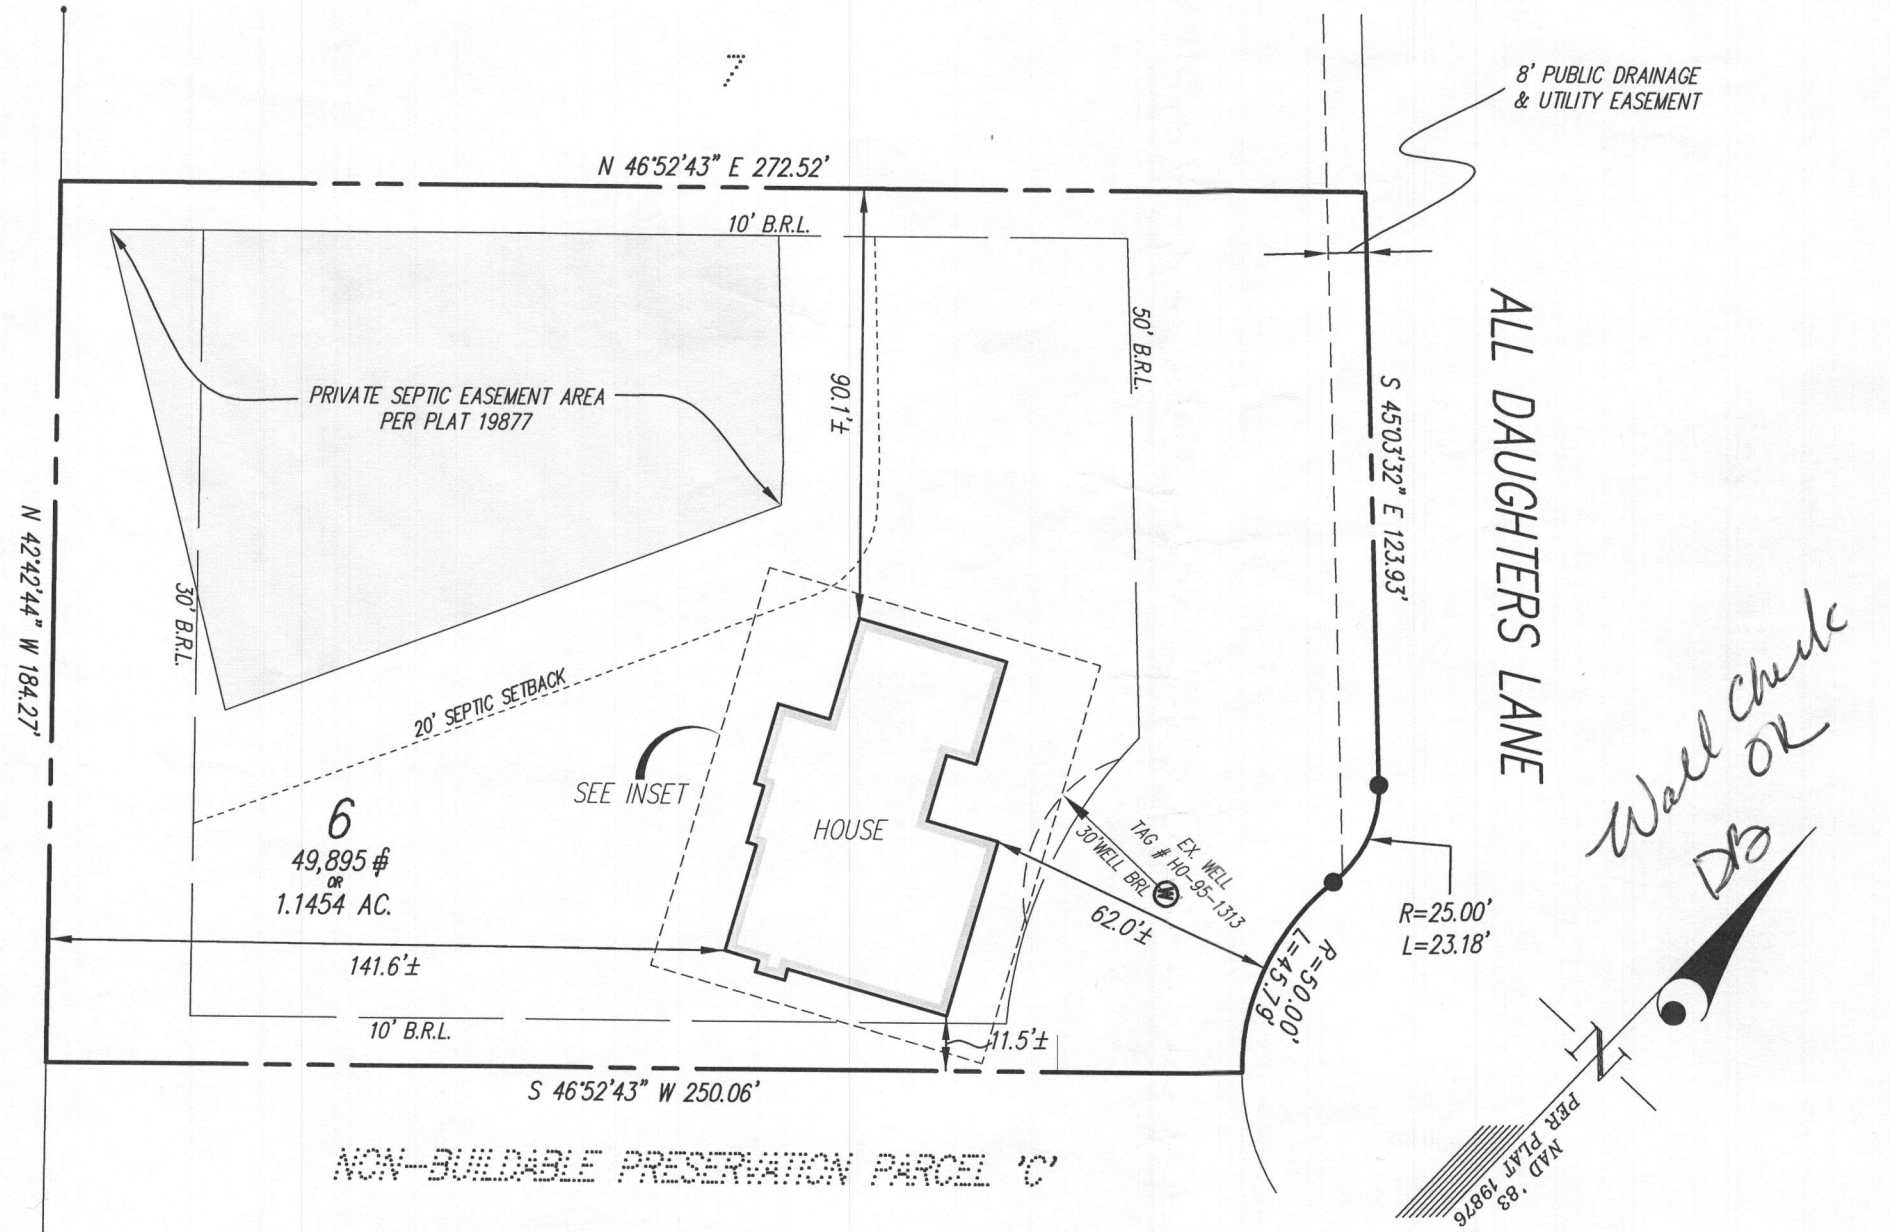 7
8' PUBLIC DRAINAGE
& UTILITY EASEMENT
N 46°52'43" E 272.52'
10' B.R.L.
50' B.R.L.
90.1'±
PRIVATE SEPTIC EASEMENT AREA
PER PLAT 19877
S 45°03'32" E 123.93'
ALL DAUGHTERS LANE
N 42°42'44" W 184.27'
30' B.R.L.
20' SEPTIC SETBACK
SEE INSET
HOUSE
6
49,895
OR
1.1454 AC.
141.6'±
EX. WELL
TAG # HO-95-1313
30' WELL BRL
W
62.0'±
R=25.00'
L=23.18'
R=50.00'
L=45.79'
Wall Check
OK
DB
10' B.R.L.
11.5'±
S 46°52'43" W 250.06'
N
NAD '83
PER PLAT 19876
NON-BUILDABLE PRESERVATION PARCEL 'C'